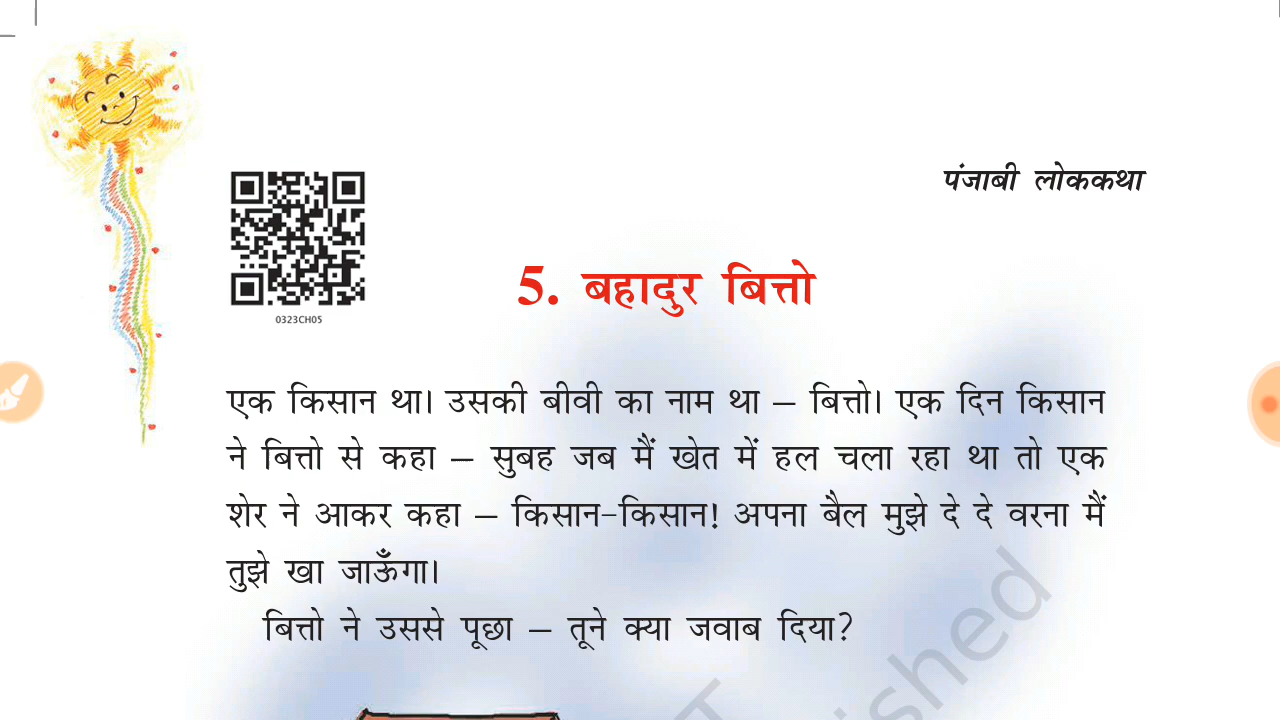 पंजाबी लोककथा
0323CH05
5. बहादुर बित्तो
एक किसान था। उसकी बीवी का नाम था – बित्तो। एक दिन किसान
ने बित्तो से कहा – सुबह जब मैं खेत में हल चला रहा था तो एक
शेर ने आकर कहा – किसान-किसान! अपना बैल मुझे दे दे वरना मैं
तुझे खा जाऊँगा।
बित्तो ने उससे पूछा – तूने क्या जवाब दिया?